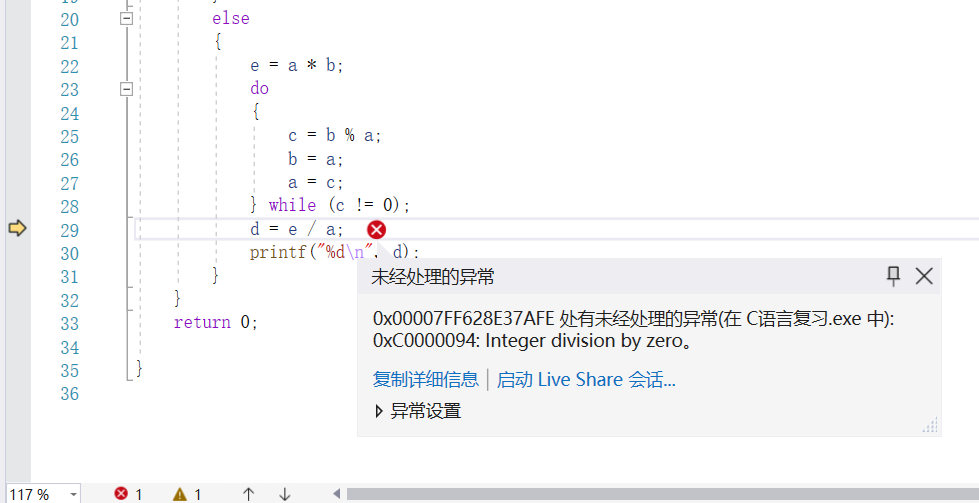 20 else
21 {
22 e = a * b;
23 do
24 {
25 c = b % a;
26 b = a;
27 a = c;
28 } while (c != 0);
29 d = e / a;
30 printf("%d\n", d);
31 }
32 }
33 return 0;
34
35 }
36
未经处理的异常
0x00007FF628E37AFE 处有未经处理的异常(在 C语言复习.exe 中):
0xC0000094: Integer division by zero。
复制详细信息 | 启动 Live Share 会话...
异常设置
117 % 1 1